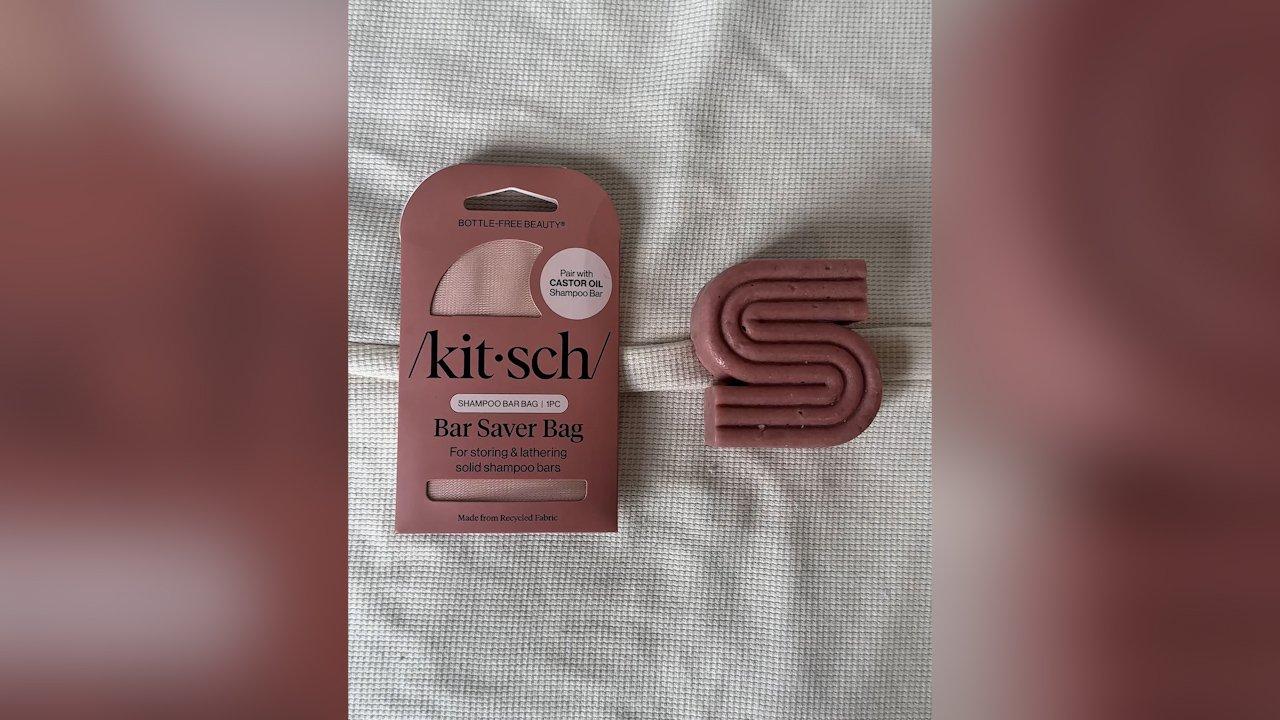 BOTTLE-FREE BEAUTY®
Pair with
CASTOR OIL
Shampoo Bar
/kit·sch/
SHAMPOO BAR BAG | 1PC
Bar Saver Bag
For storing & lathering
solid shampoo bars
Made from Recycled Fabric